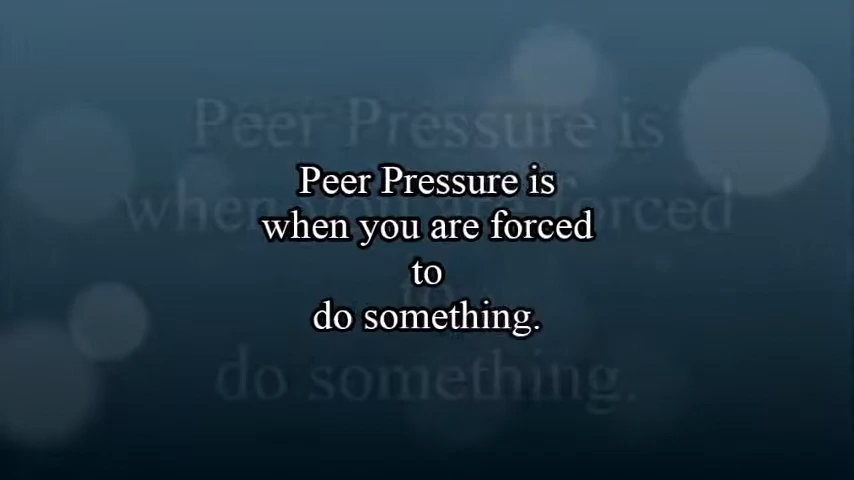 Peer Pressure is
when you are forced
to
do something.